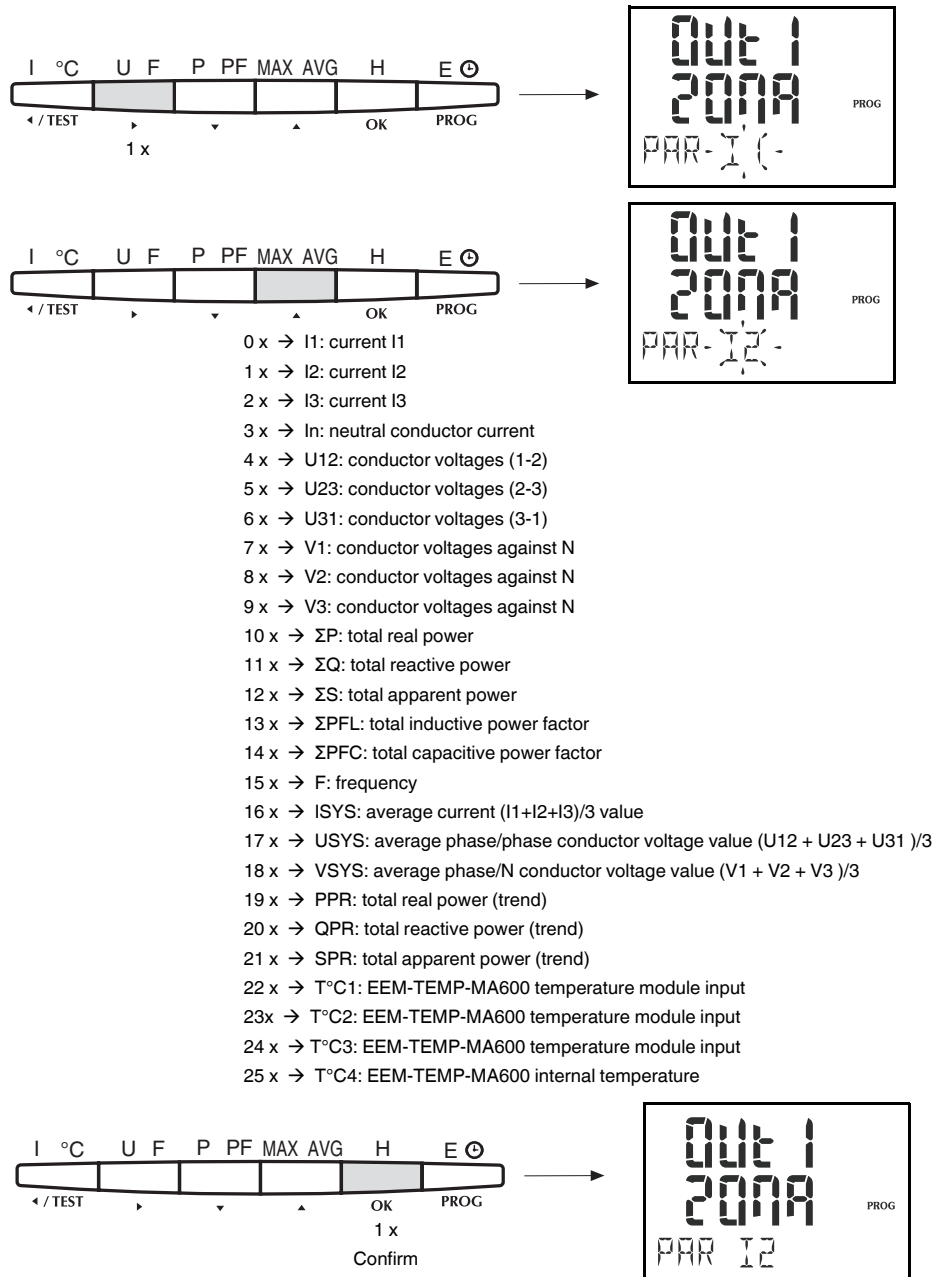 I °C U F P PF MAX AVG H E
/ TEST OK PROG
1 x
OUt 1
20MA
PROG
PAR I1
I °C U F P PF MAX AVG H E
/ TEST OK PROG
OUt 1
20MA
PROG
PAR I2
0 x → I1: current I1
1 x → I2: current I2
2 x → I3: current I3
3 x → In: neutral conductor current
4 x → U12: conductor voltages (1-2)
5 x → U23: conductor voltages (2-3)
6 x → U31: conductor voltages (3-1)
7 x → V1: conductor voltages against N
8 x → V2: conductor voltages against N
9 x → V3: conductor voltages against N
10 x → ΣP: total real power
11 x → ΣQ: total reactive power
12 x → ΣS: total apparent power
13 x → ΣPFL: total inductive power factor
14 x → ΣPFC: total capacitive power factor
15 x → F: frequency
16 x → ISYS: average current (I1+I2+I3)/3 value
17 x → USYS: average phase/phase conductor voltage value (U12 + U23 + U31 )/3
18 x → VSYS: average phase/N conductor voltage value (V1 + V2 + V3 )/3
19 x → PPR: total real power (trend)
20 x → QPR: total reactive power (trend)
21 x → SPR: total apparent power (trend)
22 x → T°C1: EEM-TEMP-MA600 temperature module input
23x → T°C2: EEM-TEMP-MA600 temperature module input
24 x → T°C3: EEM-TEMP-MA600 temperature module input
25 x → T°C4: EEM-TEMP-MA600 internal temperature
I °C U F P PF MAX AVG H E
/ TEST OK PROG
1 x
Confirm
OUt 1
20MA
PROG
PAR I2